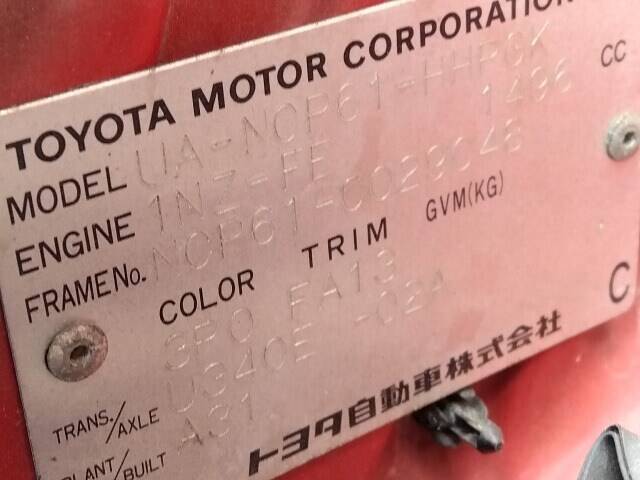 TOYOTA MOTOR CORPORATION
MODEL UA-NCP61-HHPGK
ENGINE 1NZ-FE 1496 CC
FRAME No. NCP61-0029048
COLOR TRIM GVM(KG)
3P0 FA13
TRANS./AXLE U340E -02A C
PLANT/BUILT A31
トヨタ自動車株式会社